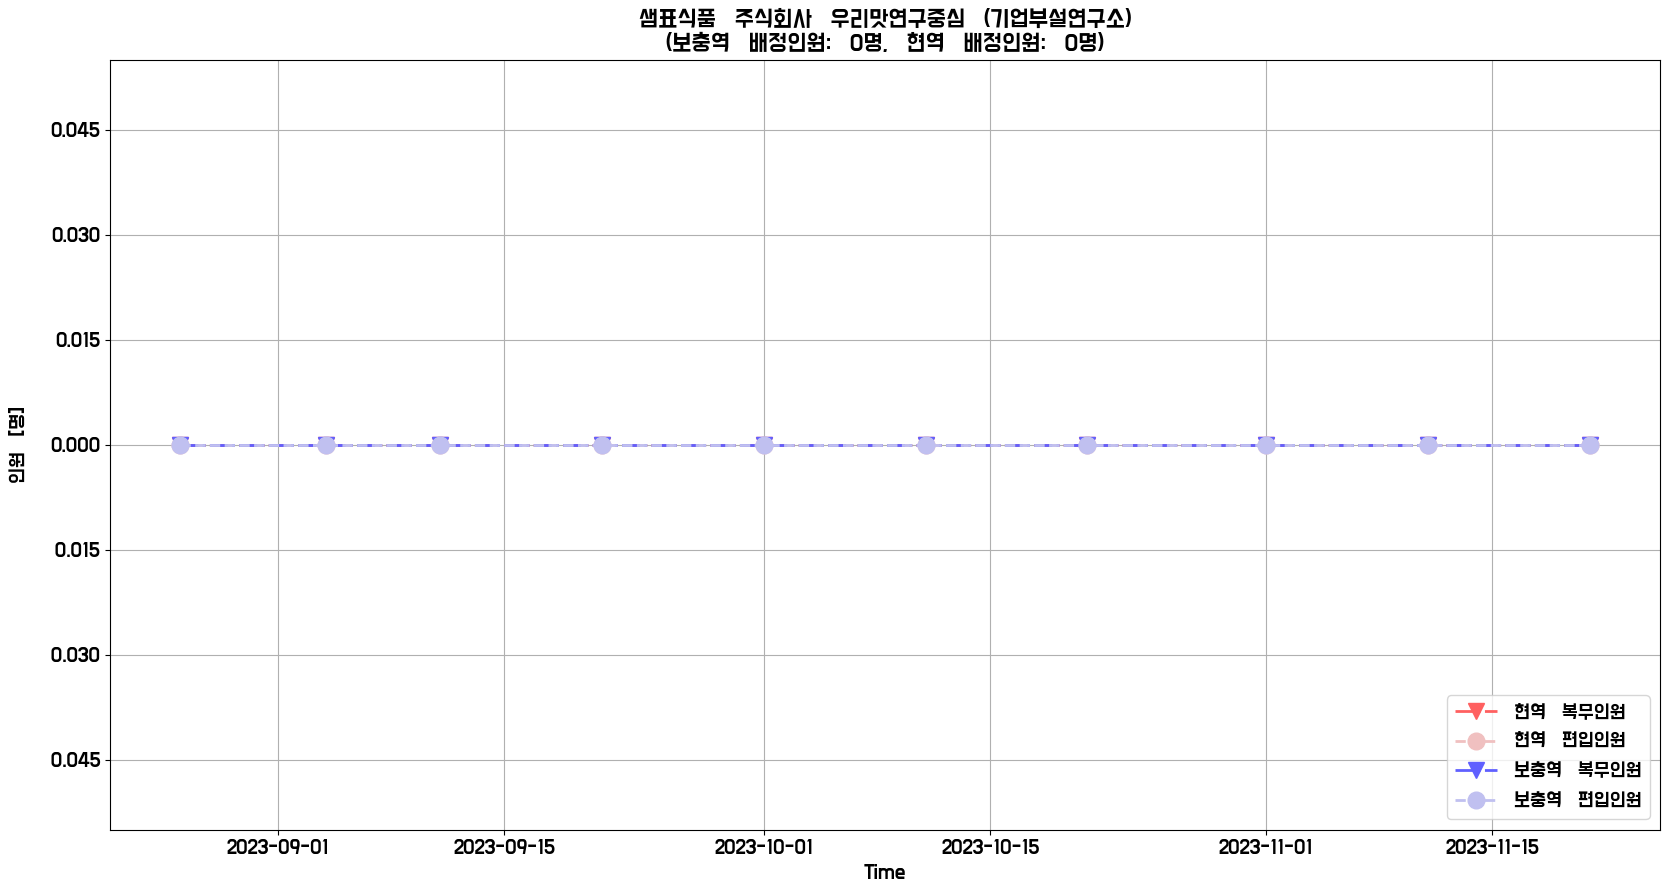 샘표식품 주식회사 우리맛연구중심 (기업부설연구소)
(보충역 배정인원: 0명, 현역 배정인원: 0명)
인원 [명]
0.045
0.030
0.015
0.000
0.015
0.030
0.045
현역 복무인원
현역 편입인원
보충역 복무인원
보충역 편입인원
2023-09-01
2023-09-15
2023-10-01
2023-10-15
2023-11-01
2023-11-15
Time